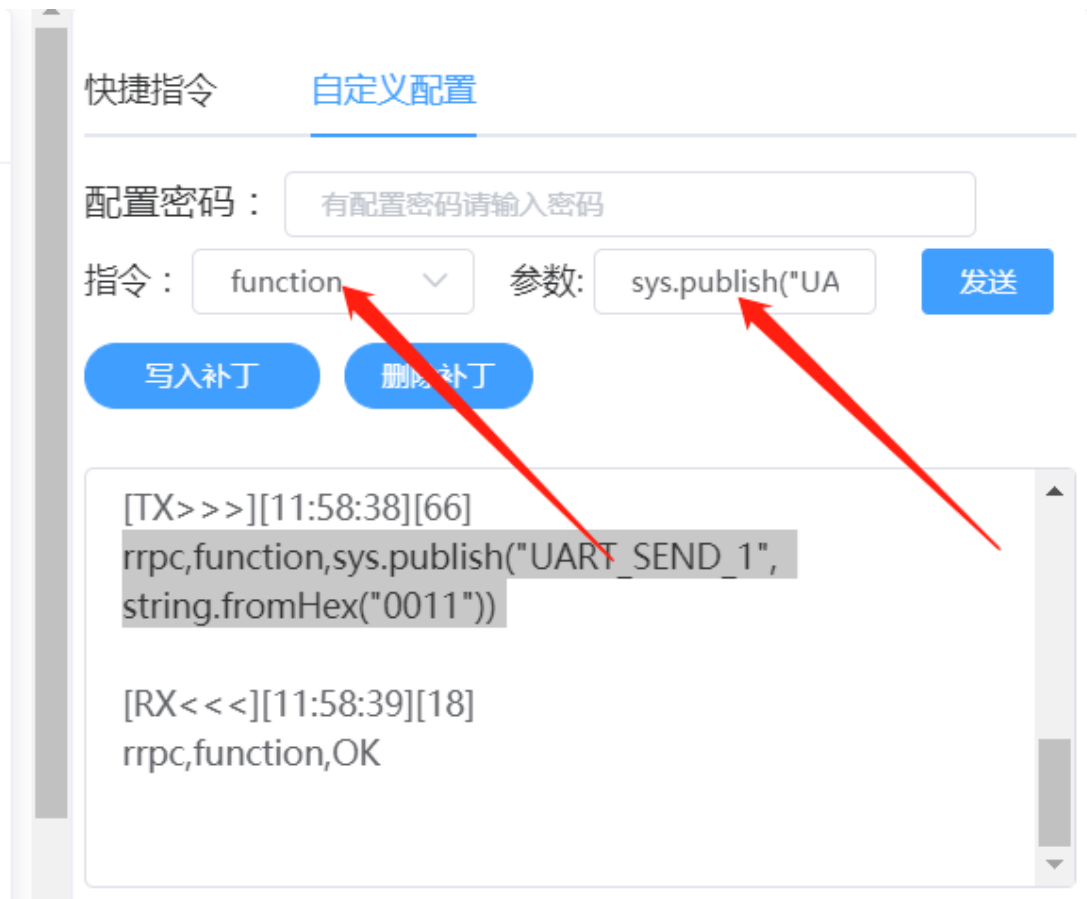 快捷指令 自定义配置
配置密码： 有配置密码请输入密码
指令： function 参数: sys.publish("UA 发送
写入补丁 删除补丁
[TX>>>][11:58:38][66]
rrpc,function,sys.publish("UART_SEND_1",
string.fromHex("0011"))
[RX<<<][11:58:39][18]
rrpc,function,OK